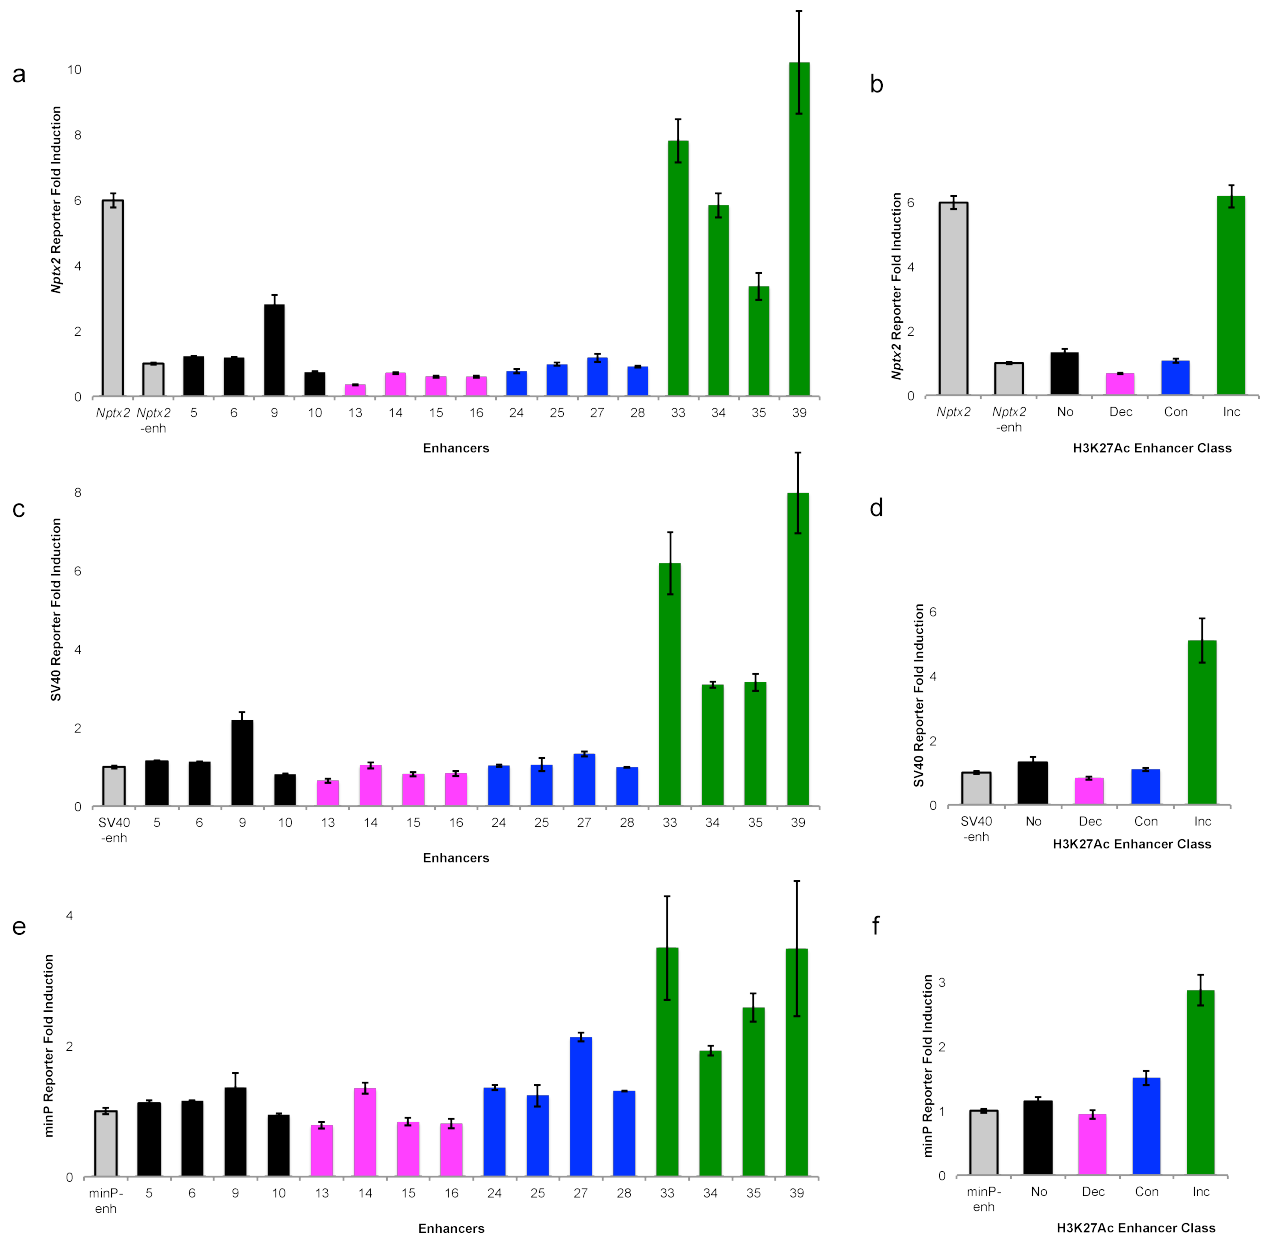 a
Nptx2 Reporter Fold Induction
10
8
6
4
2
0
Nptx2
Nptx2
-enh
5
6
9
10
13
14
15
16
24
25
27
28
33
34
35
39
Enhancers
b
Nptx2 Reporter Fold Induction
6
4
2
0
Nptx2
Nptx2
-enh
No
Dec
Con
Inc
H3K27Ac Enhancer Class
c
SV40 Reporter Fold Induction
8
6
4
2
0
SV40
-enh
5
6
9
10
13
14
15
16
24
25
27
28
33
34
35
39
Enhancers
d
SV40 Reporter Fold Induction
6
4
2
0
SV40
-enh
No
Dec
Con
Inc
H3K27Ac Enhancer Class
e
minP Reporter Fold Induction
4
2
0
minP-
enh
5
6
9
10
13
14
15
16
24
25
27
28
33
34
35
39
Enhancers
f
minP Reporter Fold Induction
3
2
1
0
minP-
enh
No
Dec
Con
Inc
H3K27Ac Enhancer Class